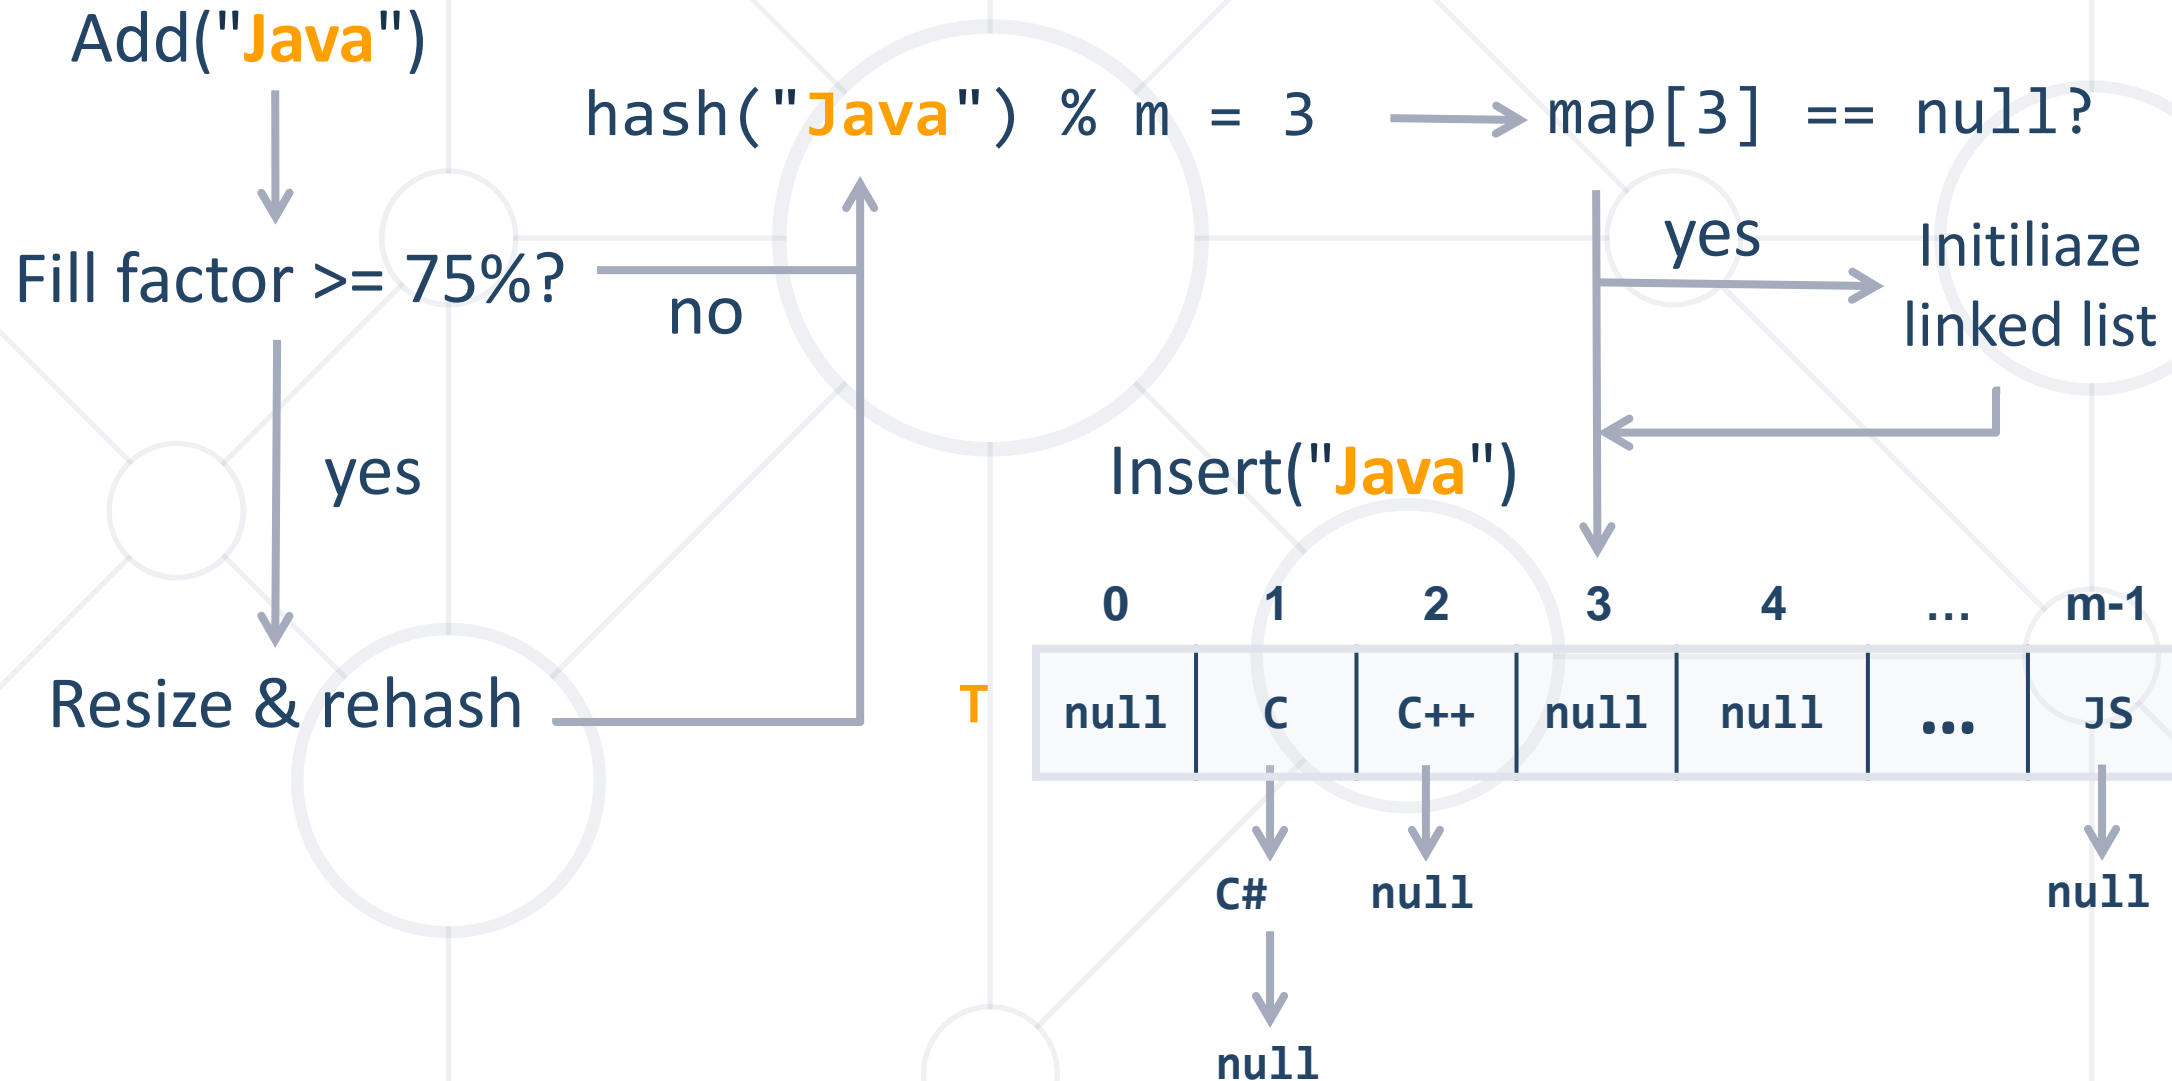 Add("Java")
hash("Java") % m = 3
map[3] == null?
Fill factor >= 75%?
no
yes
Initiliaze
linked list
yes
Insert("Java")
Resize & rehash
0 1 2 3 4 ... m-1
T
null C C++ null null ... JS
C# null null
null